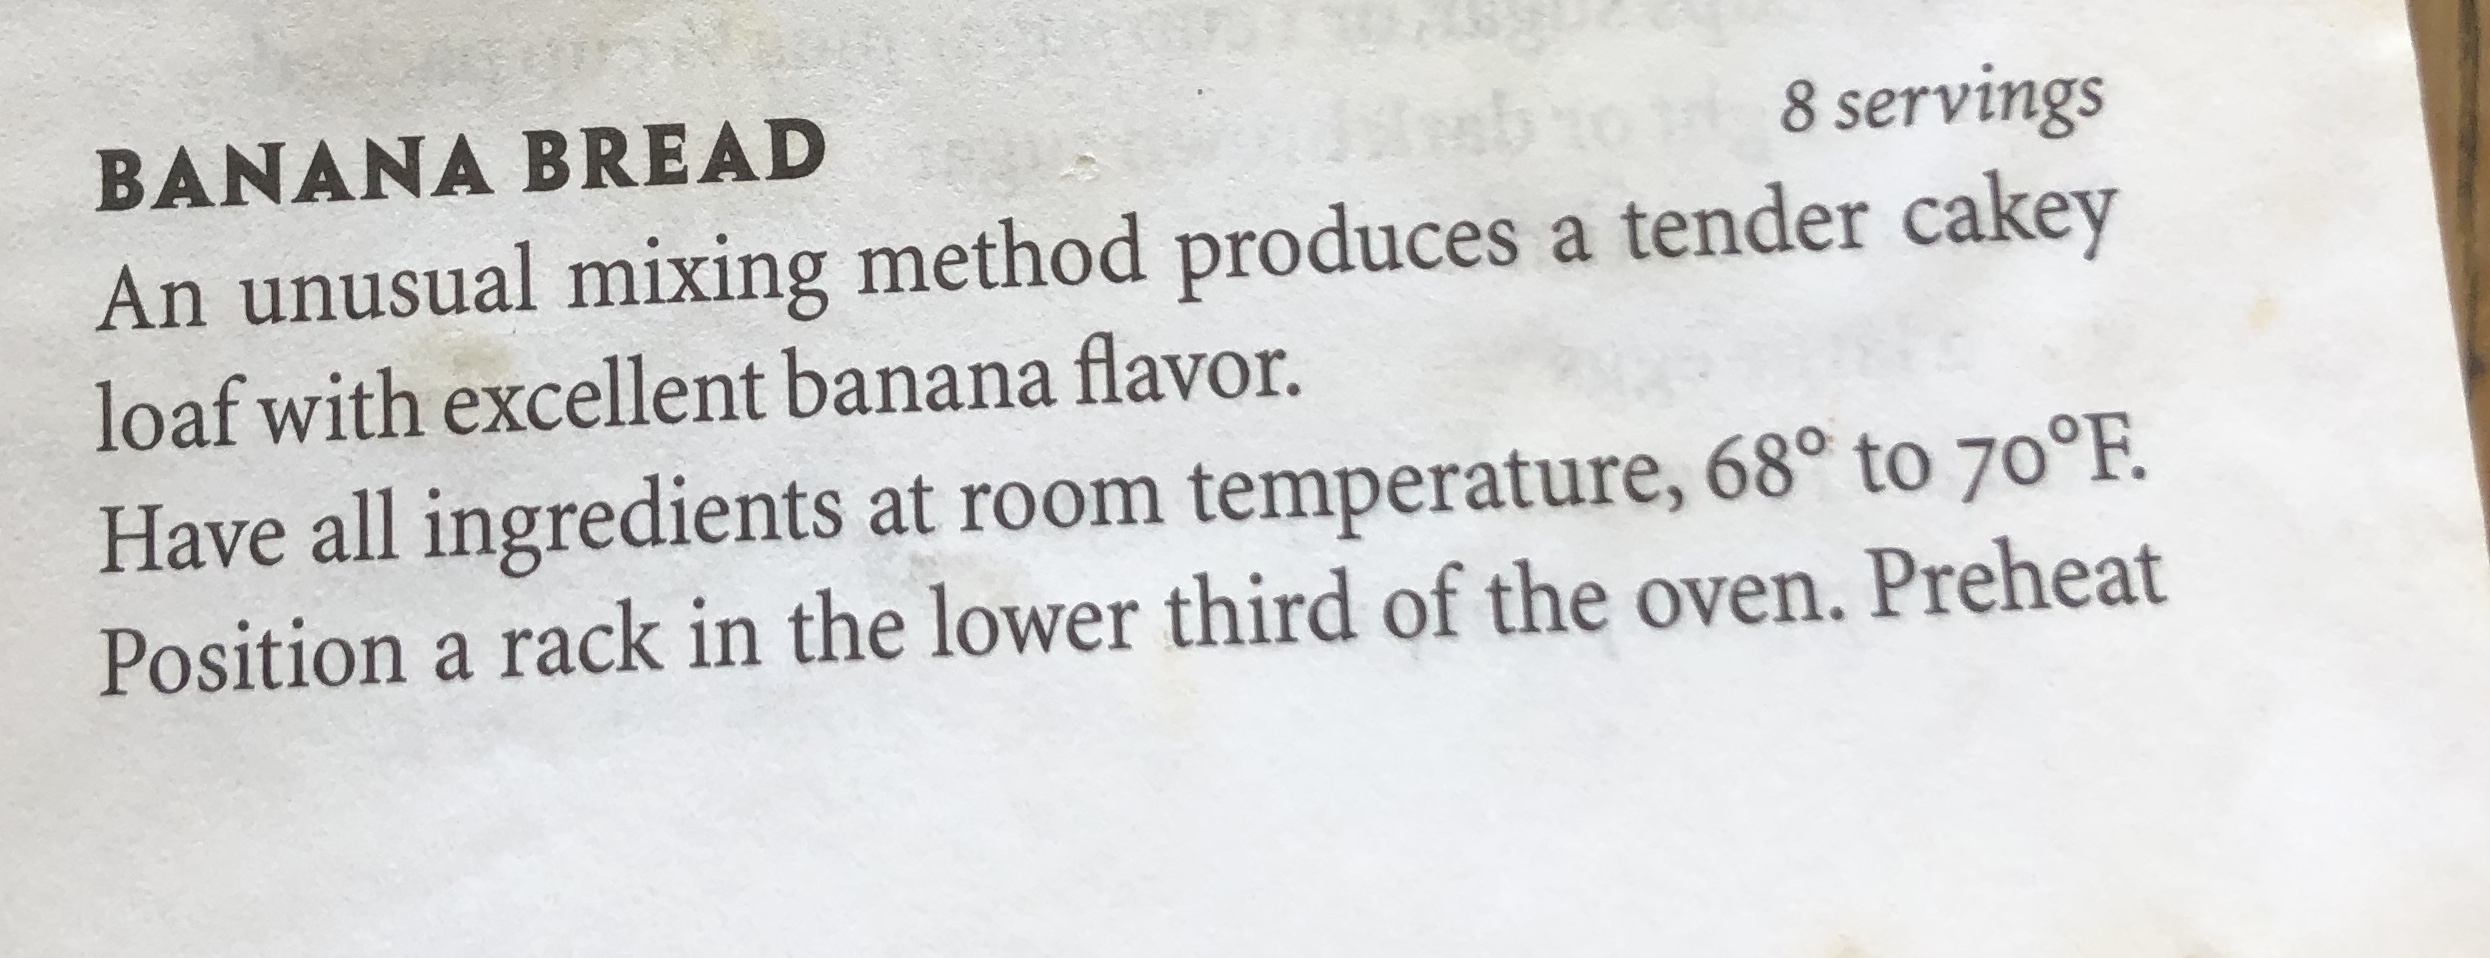 BANANA BREAD 8 servings
An unusual mixing method produces a tender cakey
loaf with excellent banana flavor.
Have all ingredients at room temperature, 68° to 70°F.
Position a rack in the lower third of the oven. Preheat